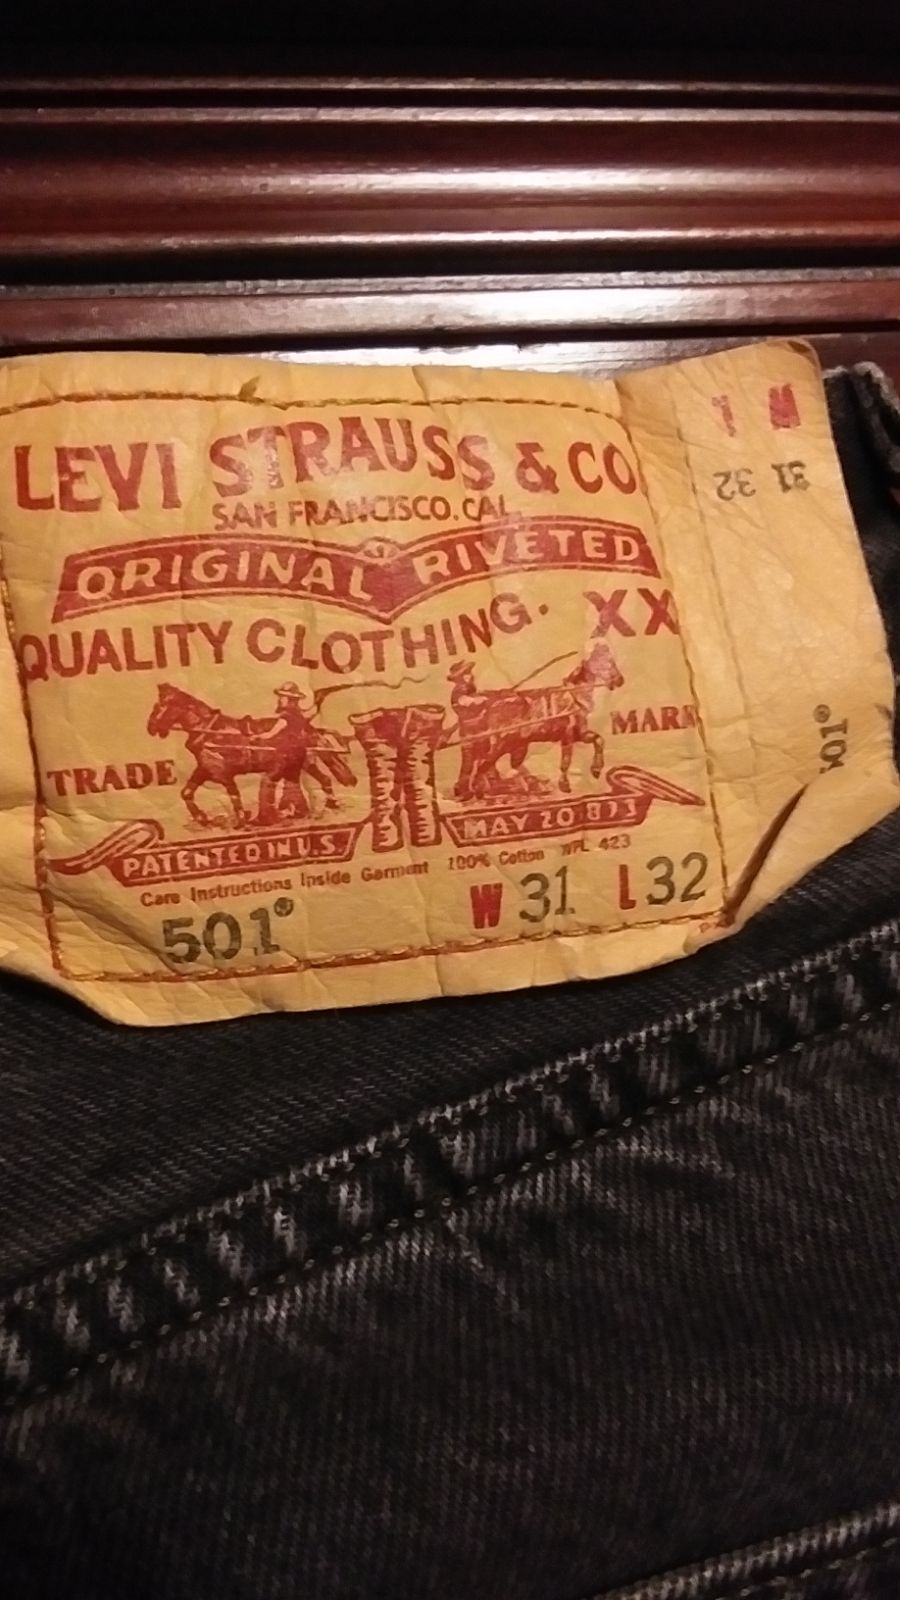 LEVI STRAUSS & CO
SAN FRANCISCO. CAL.
ORIGINAL RIVETED
QUALITY CLOTHING. XX
TRADE MARK
PATENTED IN U.S. MAY 20 1873
Care Instructions Inside Garment 100% Cotton WPL 423
501® W 31 L 32
W L
31 32
501®